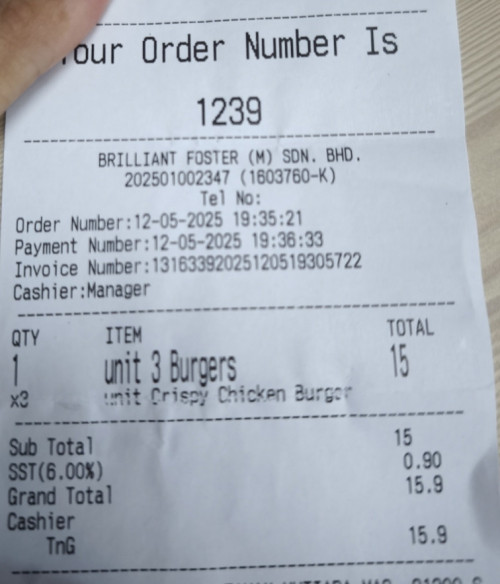 Your Order Number Is
1239
BRILLIANT FOSTER (M) SDN. BHD.
202501002347 (1603760-K)
Tel No:
Order Number:12-05-2025 19:35:21
Payment Number:12-05-2025 19:36:33
Invoice Number:13163392025120519305722
Cashier:Manager
QTY ITEM TOTAL
1 unit 3 Burgers 15
x3 unit Crispy Chicken Burger
Sub Total 15
SST(6.00%) 0.90
Grand Total 15.9
Cashier
TnG 15.9